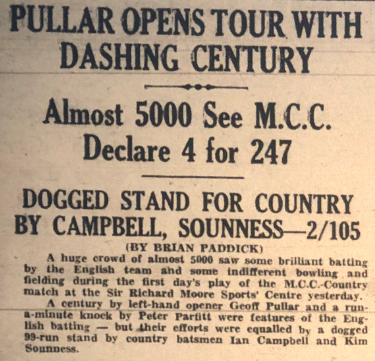 PULLAR OPENS TOUR WITH
DASHING CENTURY
Almost 5000 See M.C.C.
Declare 4 for 247
DOGGED STAND FOR COUNTRY
BY CAMPBELL, SOUNNESS—2/105
(BY BRIAN PADDICK)
A huge crowd of almost 5000 saw some brilliant batting
by the English team and some indifferent bowling and
fielding during the first day's play of the M.C.C.-Country
match at the Sir Richard Moore Sports' Centre yesterday.
A century by left-hand opener Geoff Pullar and a run-
a-minute knock by Peter Parfitt were features of the Eng-
lish batting — but their efforts were equalled by a dogged
99-run stand by country batsmen Ian Campbell and Kim
Sounness.